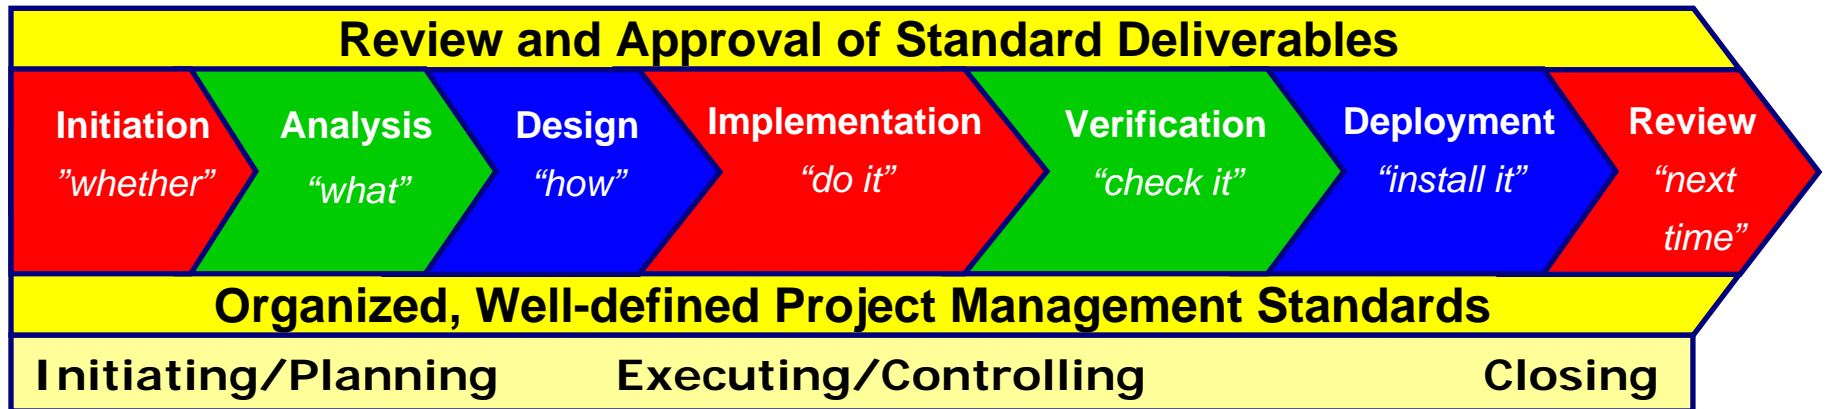 Review and Approval of Standard Deliverables
Initiation
”whether”
Analysis
“what”
Design
“how”
Implementation
“do it”
Verification
“check it”
Deployment
“install it”
Review
“next
time”
Organized, Well-defined Project Management Standards
Initiating/Planning
Executing/Controlling
Closing